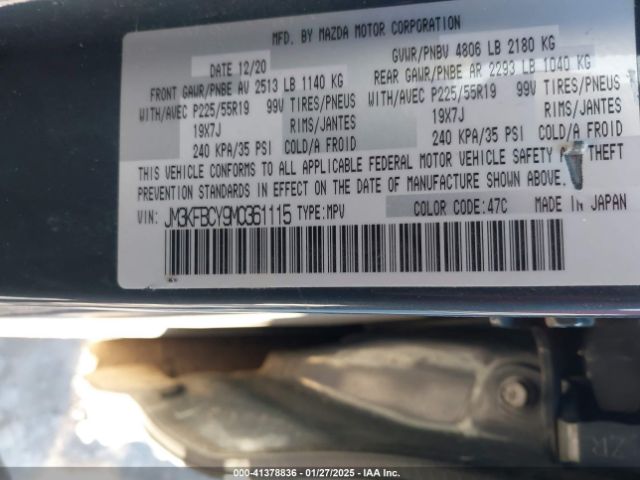 MFD. BY MAZDA MOTOR CORPORATION
DATE 12/20 GVWR/PNBV 4806 LB 2180 KG
FRONT GAWR/PNBE AV 2513 LB 1140 KG REAR GAWR/PNBE AR 2293 LB 1040 KG
WITH/AVEC P225/55R19 99V TIRES/PNEUS WITH/AVEC P225/55R19 99V TIRES/PNEUS
19X7J RIMS/JANTES 19X7J RIMS/JANTES
240 KPA/35 PSI COLD/A FROID 240 KPA/35 PSI COLD/A FROID
THIS VEHICLE CONFORMS TO ALL APPLICABLE FEDERAL MOTOR VEHICLE SAFETY THEFT
PREVENTION STANDARDS IN EFFECT ON THE DATE OF MANUFACTURE SHOWN ABOVE.
VIN: JM3KFBCY9M0361115 TYPE:MPV COLOR CODE:47C MADE IN JAPAN
ZR
000-41378836 - 01/27/2025 - IAA Inc.